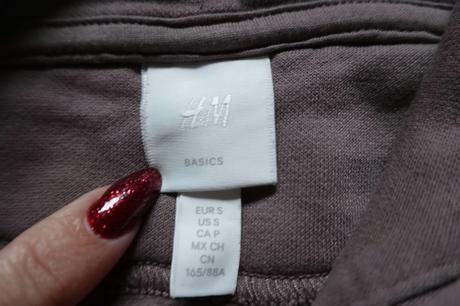 H&M
BASICS
EUR S
US S
CA P
MX CH
CN
165/88A